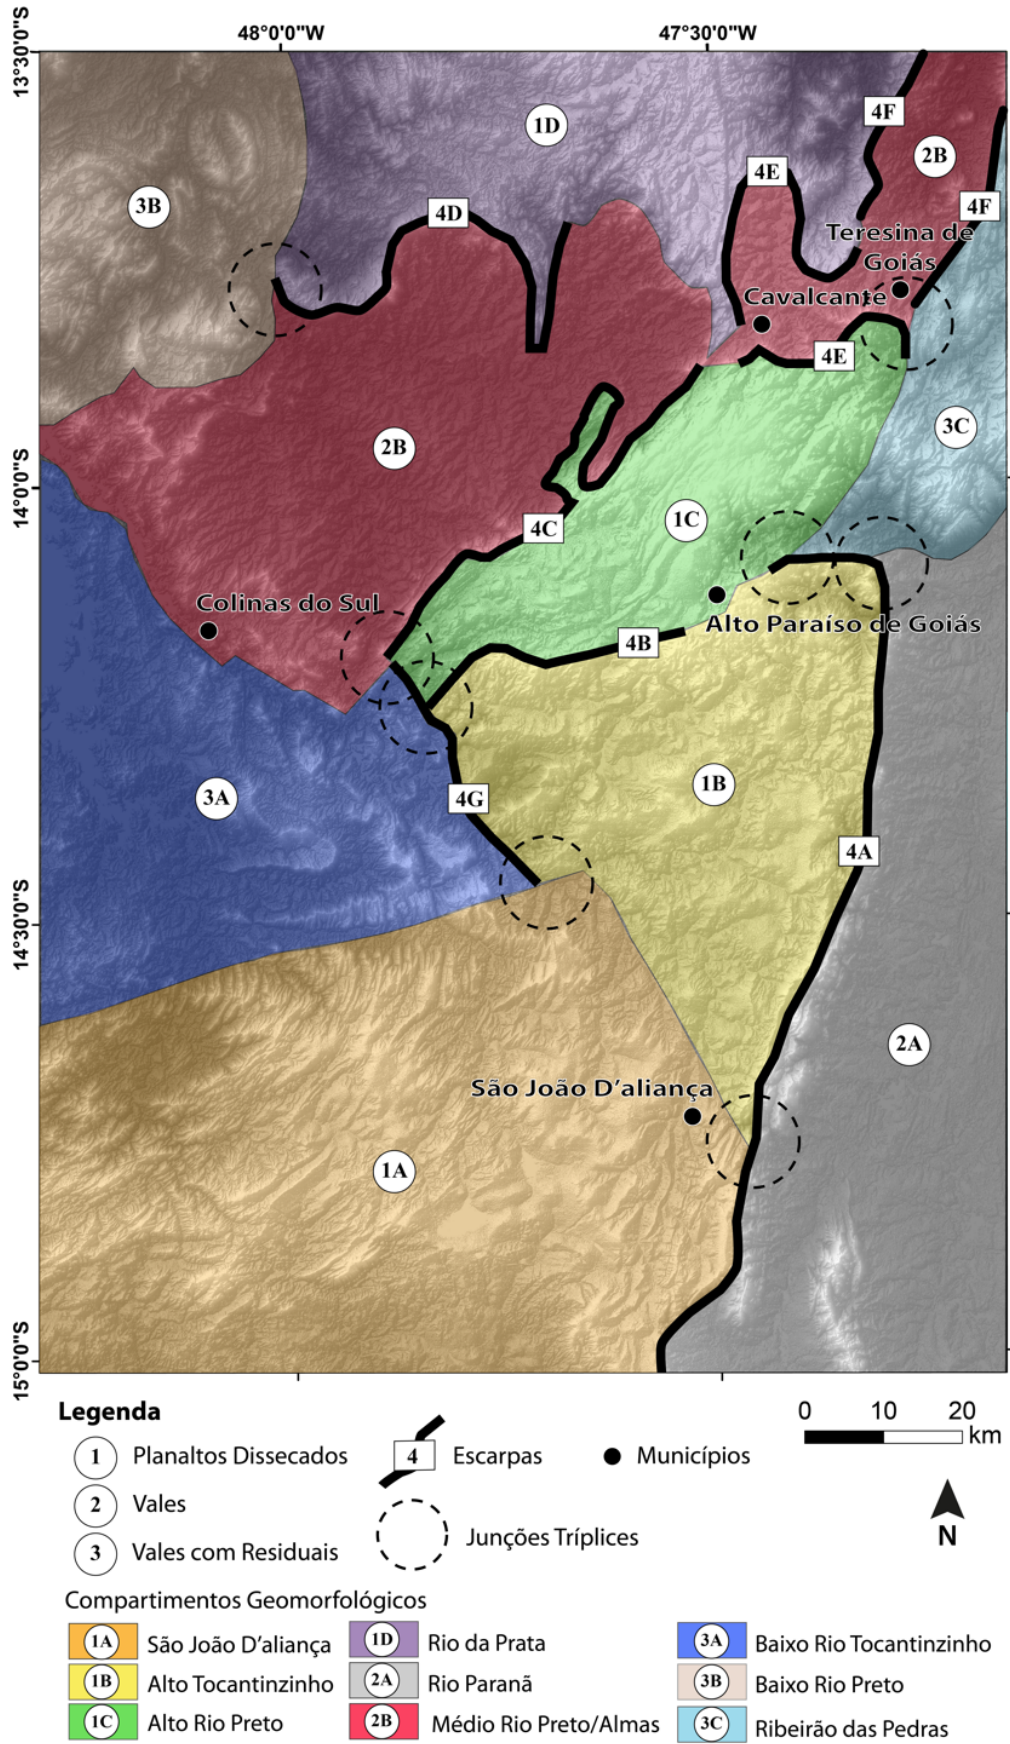 48°0'0"W
47°30'0"W
13°30'0"S
1D
4F
2B
4E
3B
4D
4F
Teresina de
Goiás
Cavalcante
4E
3C
2B
14°0'0"S
1C
4C
Colinas do Sul
Alto Paraíso de Goiás
4B
3A
4G
1B
4A
14°30'0"S
2A
São João D'aliança
1A
15°0'0"S
Legenda
1 Planaltos Dissecados
2 Vales
3 Vales com Residuais
4 Escarpas
Junções Tríplices
Municípios
0 10 20
km
N
Compartimentos Geomorfológicos
1A São João D'aliança
1B Alto Tocantinzinho
1C Alto Rio Preto
1D Rio da Prata
2A Rio Paranã
2B Médio Rio Preto/Almas
3A Baixo Rio Tocantinzinho
3B Baixo Rio Preto
3C Ribeirão das Pedras